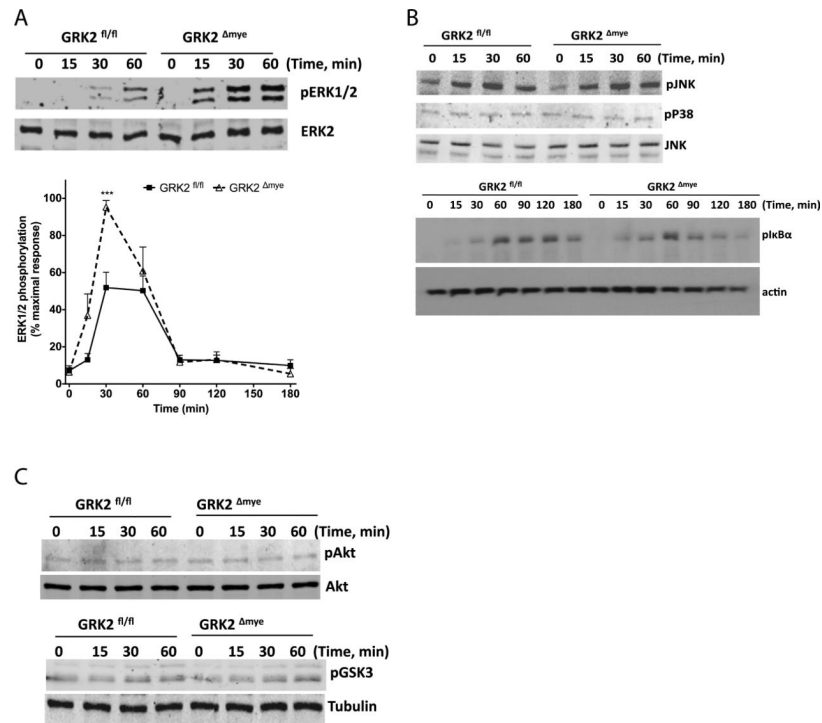 A
GRK2 fl/fl GRK2 Δmye
0 15 30 60 0 15 30 60 (Time, min)
pERK1/2
ERK2
GRK2 fl/fl GRK2 Δmye
***
ERK1/2 phosphorylation
(% maximal response)
100
80
60
40
20
0
0 30 60 90 120 150 180
Time (min)
B
GRK2 fl/fl GRK2 Δmye
0 15 30 60 0 15 30 60 (Time, min)
pJNK
pP38
JNK
GRK2 fl/fl GRK2 Δmye
0 15 30 60 90 120 180 0 15 30 60 90 120 180 (Time, min)
pIκBα
actin
C
GRK2 fl/fl GRK2 Δmye
0 15 30 60 0 15 30 60 (Time, min)
pAkt
Akt
GRK2 fl/fl GRK2 Δmye
0 15 30 60 0 15 30 60 (Time, min)
pGSK3
Tubulin